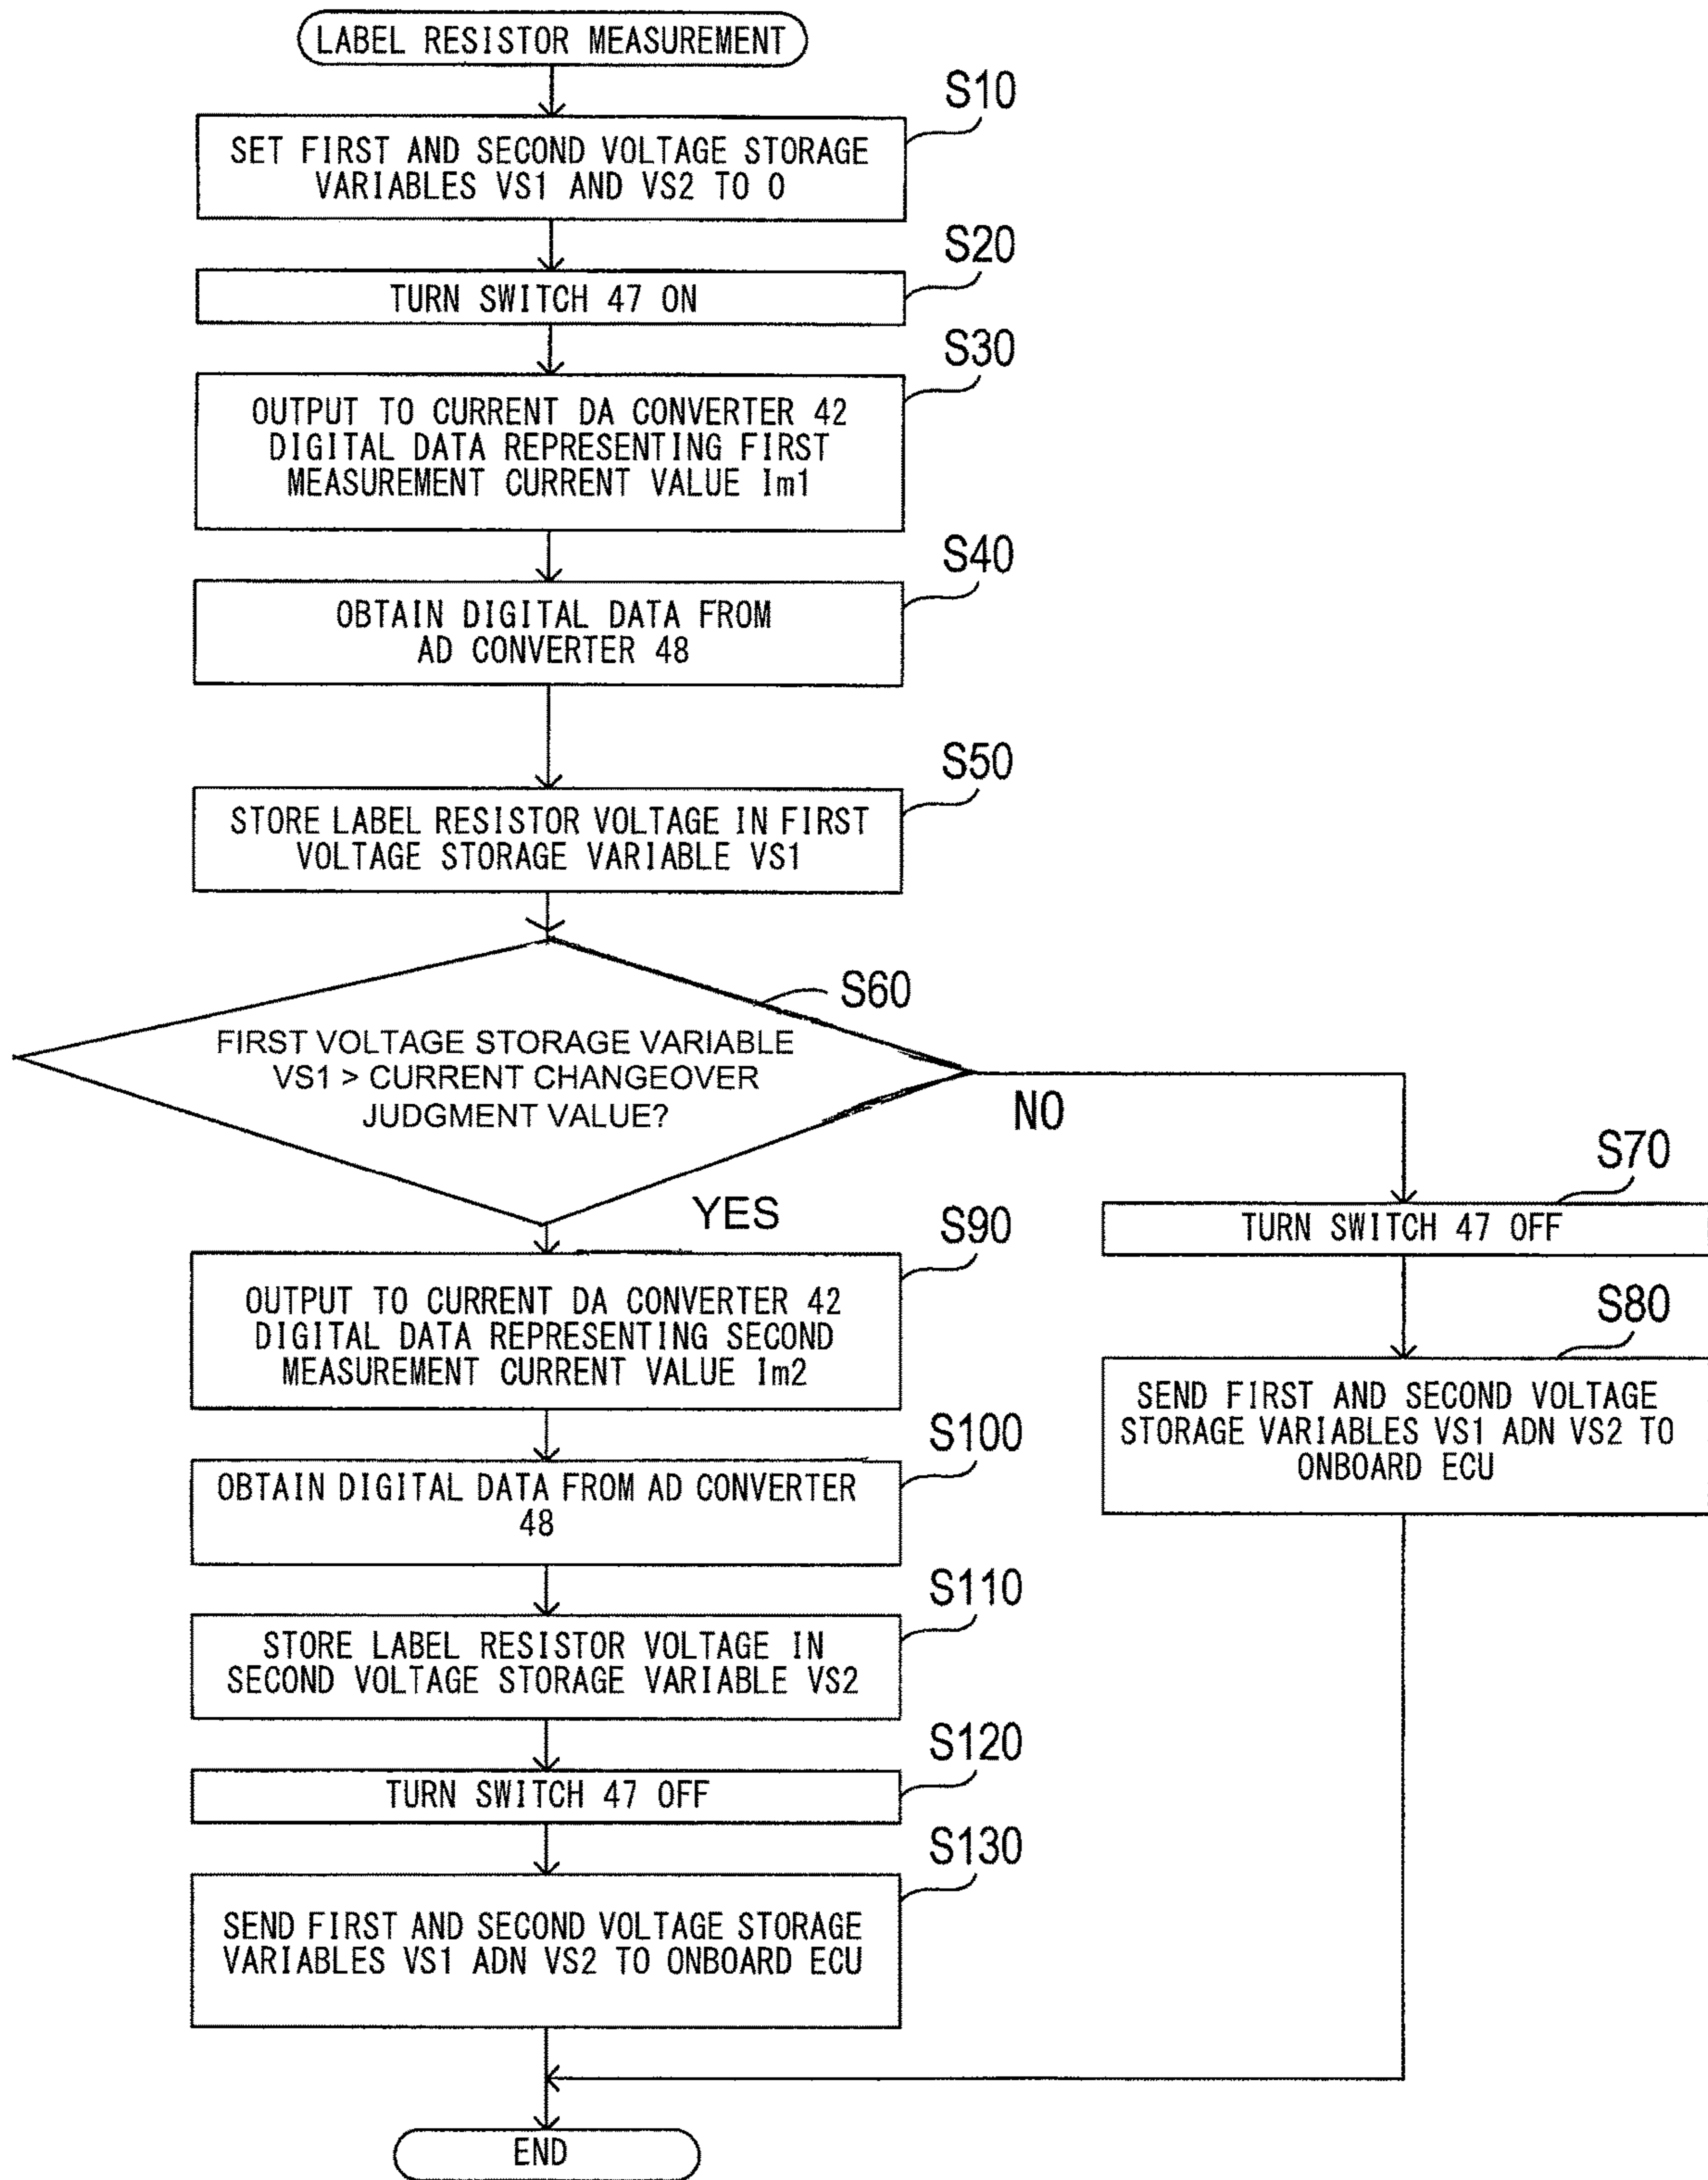 LABEL RESISTOR MEASUREMENT
S10
SET FIRST AND SECOND VOLTAGE STORAGE
VARIABLES VS1 AND VS2 TO 0
S20
TURN SWITCH 47 ON
S30
OUTPUT TO CURRENT DA CONVERTER 42
DIGITAL DATA REPRESENTING FIRST
MEASUREMENT CURRENT VALUE Im1
S40
OBTAIN DIGITAL DATA FROM
AD CONVERTER 48
S50
STORE LABEL RESISTOR VOLTAGE IN FIRST
VOLTAGE STORAGE VARIABLE VS1
S60
FIRST VOLTAGE STORAGE VARIABLE
VS1 > CURRENT CHANGEOVER
JUDGMENT VALUE?
NO
YES
S70
TURN SWITCH 47 OFF
S80
SEND FIRST AND SECOND VOLTAGE
STORAGE VARIABLES VS1 ADN VS2 TO
ONBOARD ECU
S90
OUTPUT TO CURRENT DA CONVERTER 42
DIGITAL DATA REPRESENTING SECOND
MEASUREMENT CURRENT VALUE Im2
S100
OBTAIN DIGITAL DATA FROM AD CONVERTER
48
S110
STORE LABEL RESISTOR VOLTAGE IN
SECOND VOLTAGE STORAGE VARIABLE VS2
S120
TURN SWITCH 47 OFF
S130
SEND FIRST AND SECOND VOLTAGE STORAGE
VARIABLES VS1 ADN VS2 TO ONBOARD ECU
END